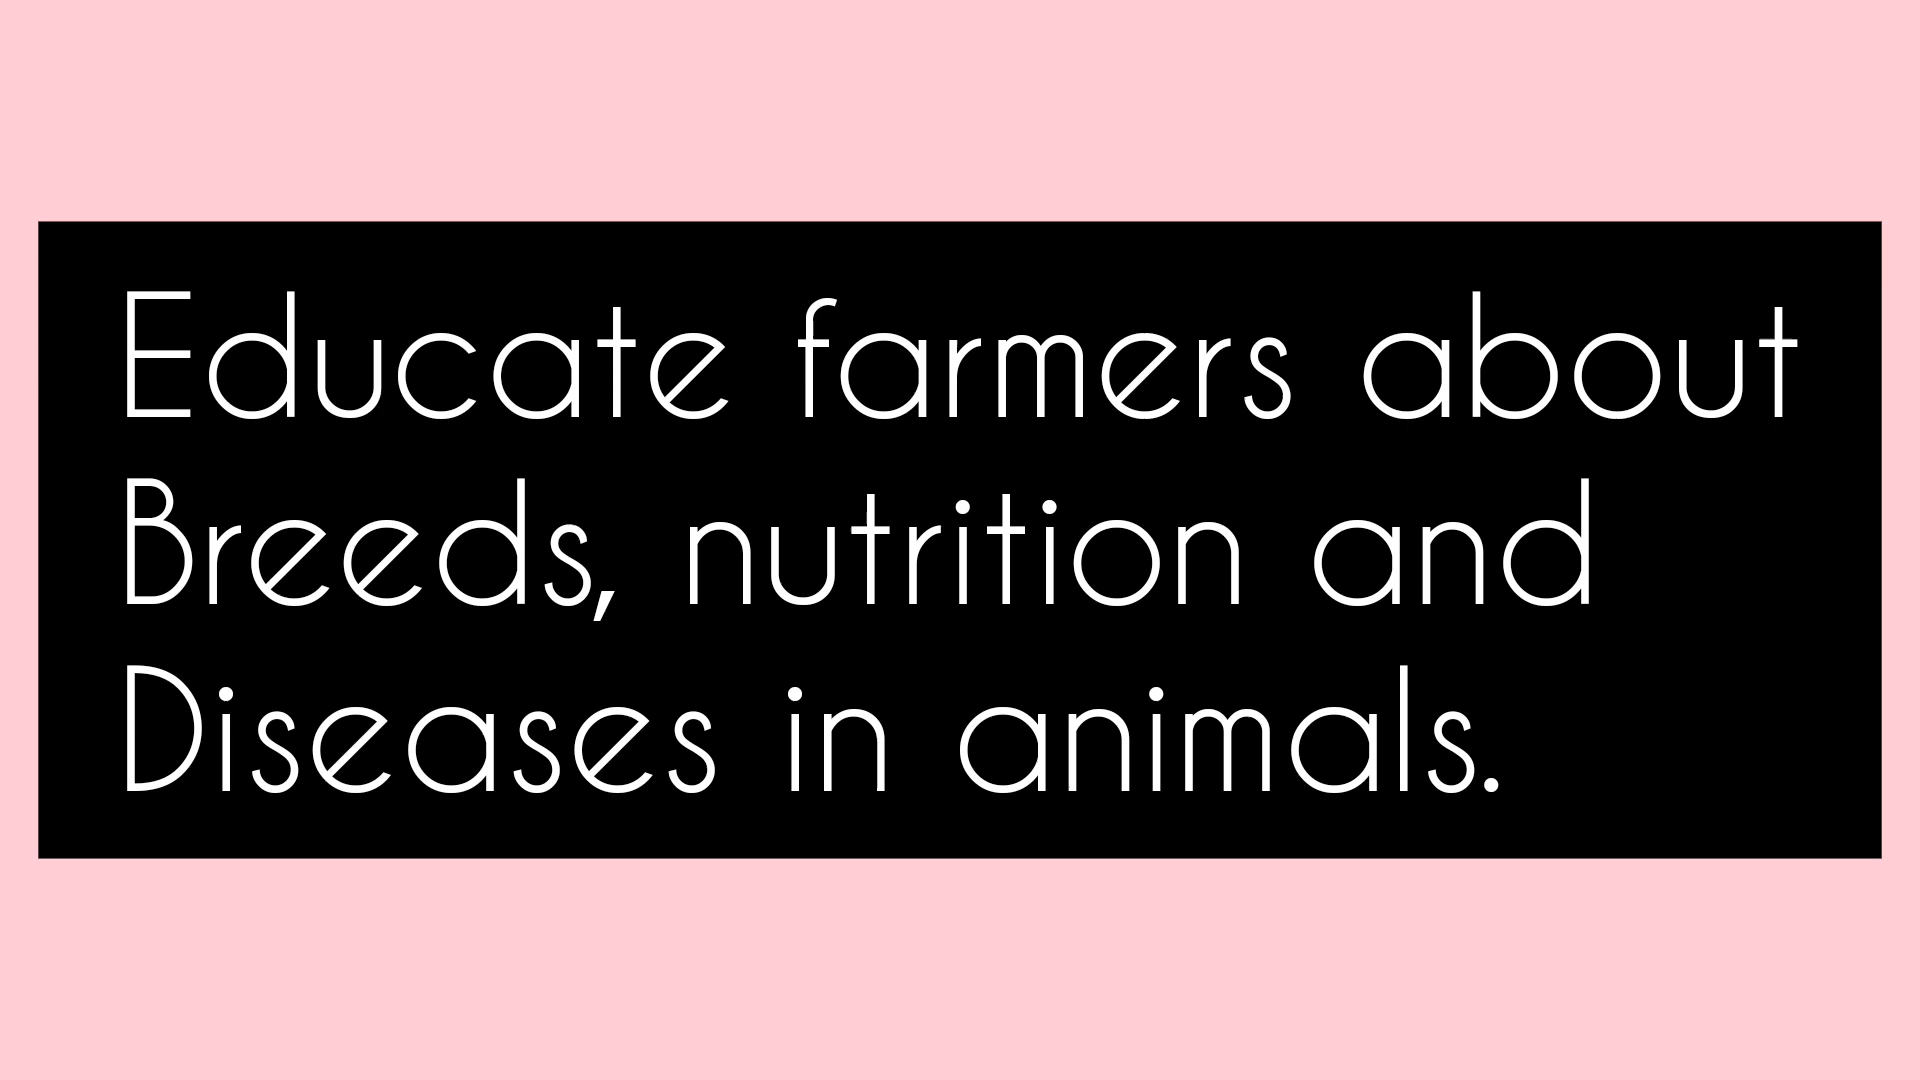 Educate farmers about
Breeds, nutrition and
Diseases in animals.